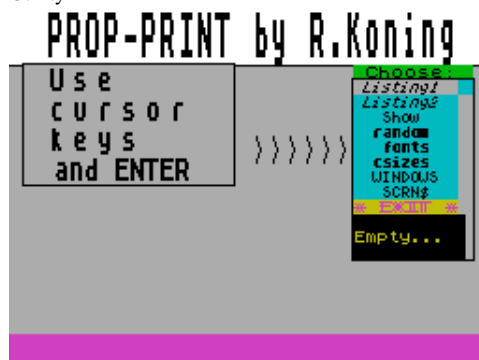 PROP-PRINT by R.Koning
Use
cursor
keys
and ENTER
>>>>>>
Choose:
Listing1
Listing2
Show
random
fonts
csizes
WINDOWS
SCRN$
* EXIT *
Empty...